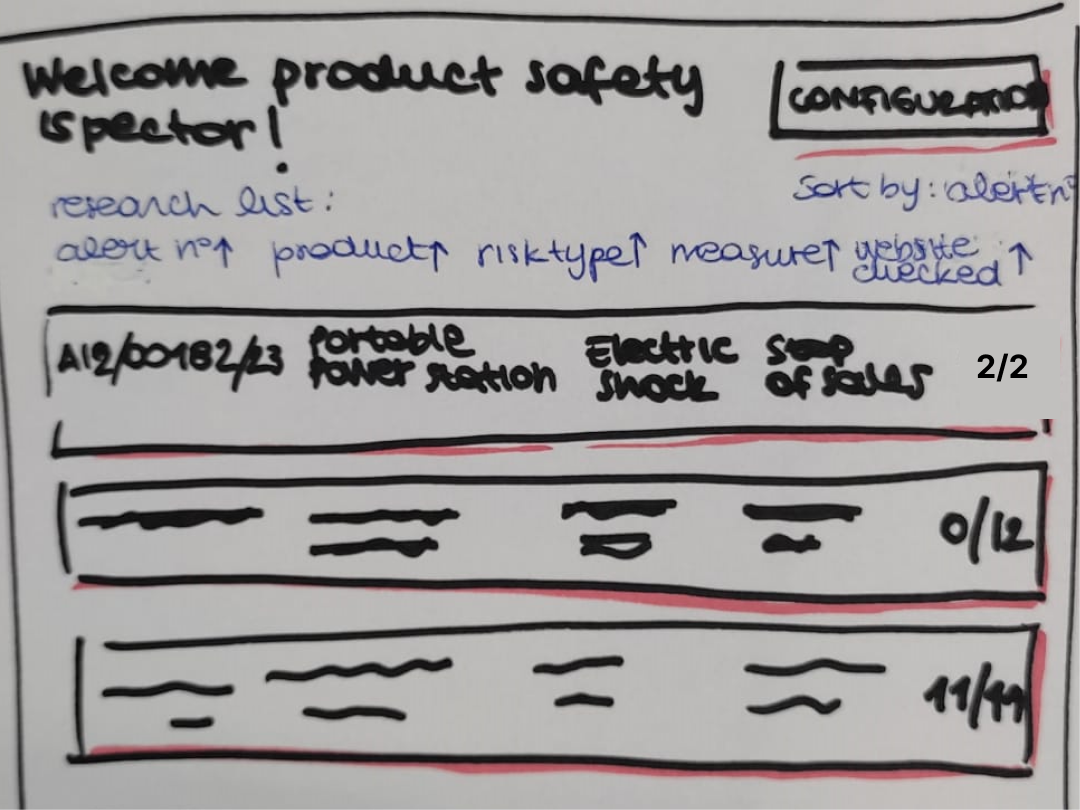 Welcome product safety
ispector!
CONFIGURATION
research list:
sort by: alert n°
alert n°↑ product↑ risktype↑ measure↑ website checked ↑
A12/00182/23 Portable Power station Electric shock Stop of sales 2/2
0/12
11/11